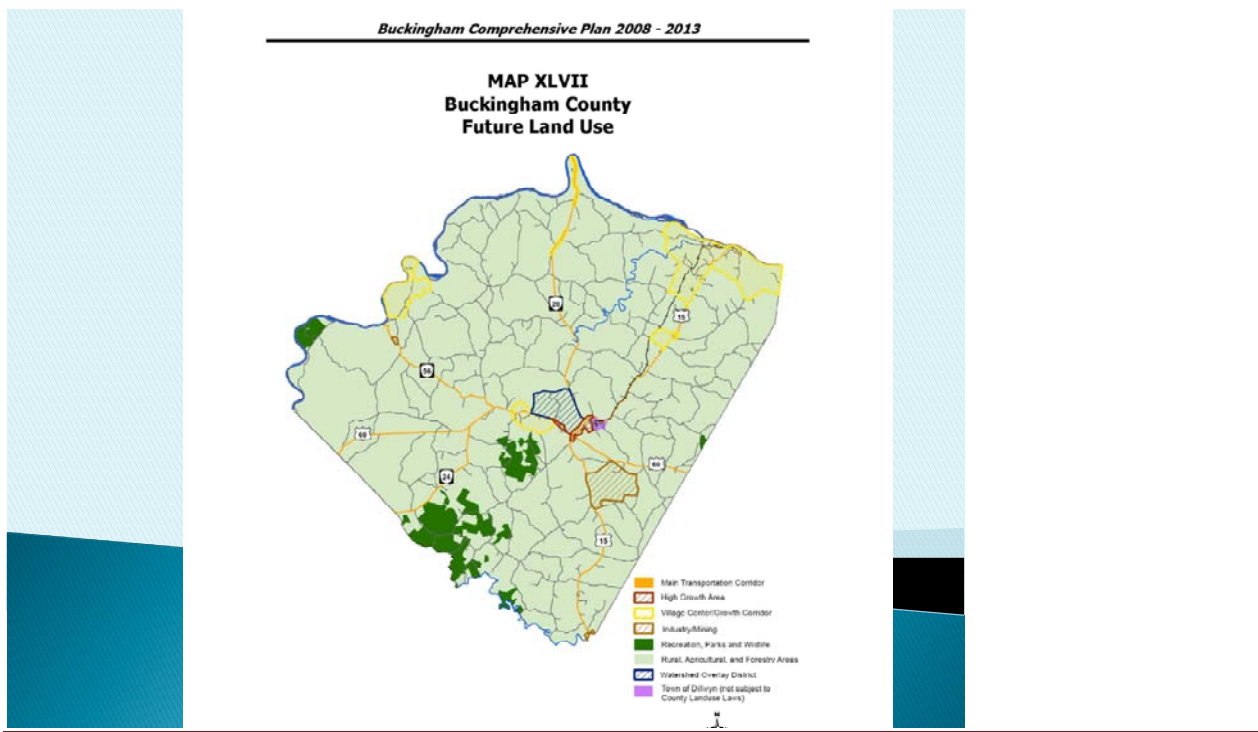 Buckingham Comprehensive Plan 2008 - 2013
MAP XLVII
Buckingham County
Future Land Use
20
15
56
60
60
24
15
Main Transportation Corridor
High Growth Area
Village Center/Growth Corridor
Industry/Mining
Recreation, Parks and Wildlife
Rural, Agricultural, and Forestry Areas
Watershed Overlay District
Town of Dillwyn (not subject to
County Landuse Laws)
N